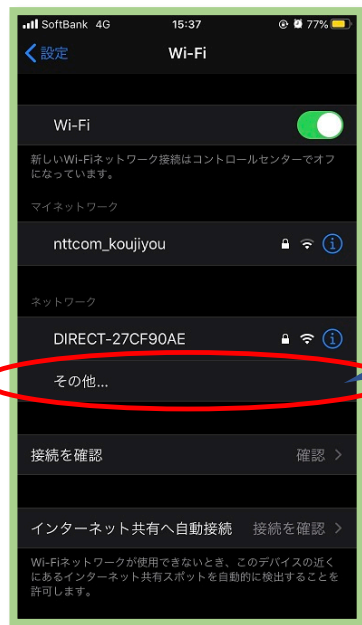 SoftBank 4G 15:37 77%
設定 Wi-Fi
Wi-Fi
新しいWi-Fiネットワーク接続はコントロールセンターでオフ
になっています。
マイネットワーク
nttcom_koujiyou
ネットワーク
DIRECT-27CF90AE
その他...
接続を確認 確認
インターネット共有へ自動接続 接続を確認
Wi-Fiネットワークが使用できないとき、このデバイスの近く
にあるインターネット共有スポットを自動的に検出することを
許可します。